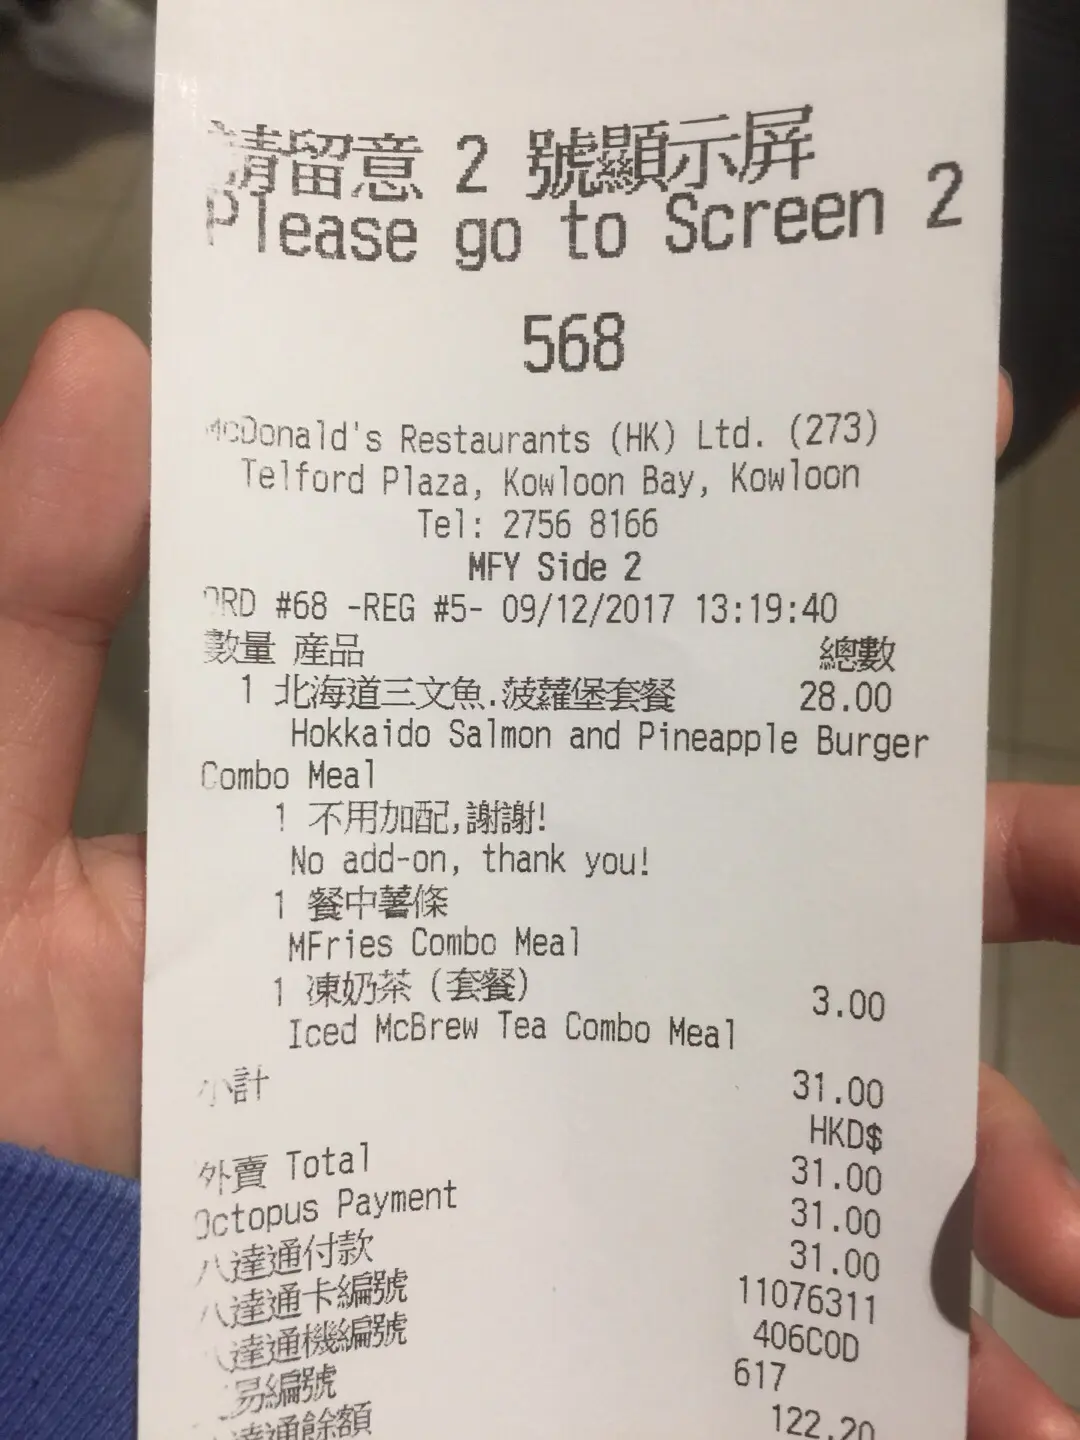 請留意 2 號顯示屏
Please go to Screen 2
568
McDonald's Restaurants (HK) Ltd. (273)
Telford Plaza, Kowloon Bay, Kowloon
Tel: 2756 8166
MFY Side 2
ORD #68 -REG #5- 09/12/2017 13:19:40
數量 產品 總數
1 北海道三文魚.菠蘿堡套餐 28.00
Hokkaido Salmon and Pineapple Burger
Combo Meal
1 不用加配,謝謝!
No add-on, thank you!
1 餐中薯條
MFries Combo Meal
1 凍奶茶 (套餐) 3.00
Iced McBrew Tea Combo Meal
小計 31.00
HKD$
外賣 Total 31.00
Octopus Payment 31.00
八達通付款 31.00
八達通卡編號 11076311
八達通機編號 406C0D
易編號 617
達通餘額 122.20